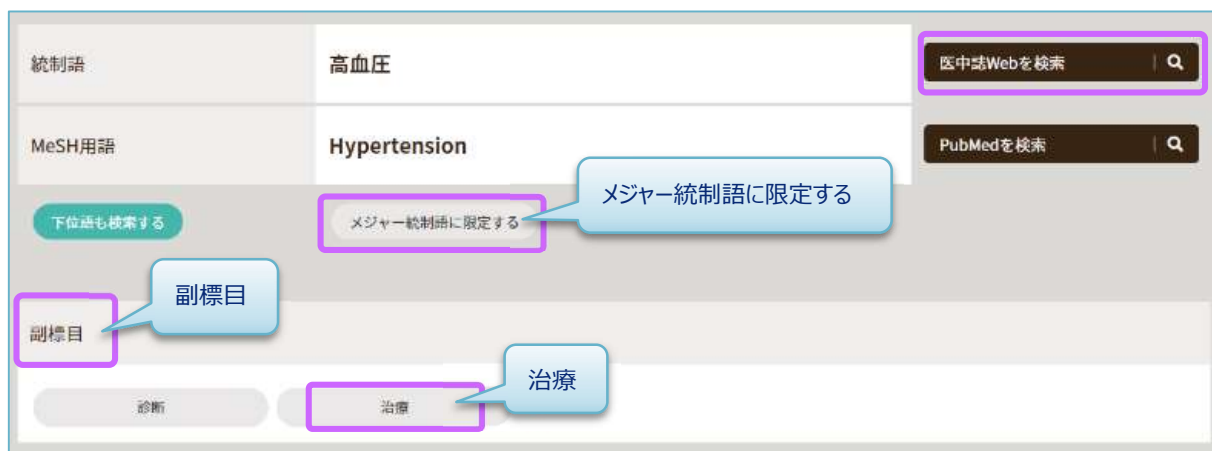 統制語
高血圧
医中誌Webを検索
MeSH用語
Hypertension
PubMedを検索
下位語も検索する
メジャー統制語に限定する
メジャー統制語に限定する
副標目
副標目
治療
診断
治療